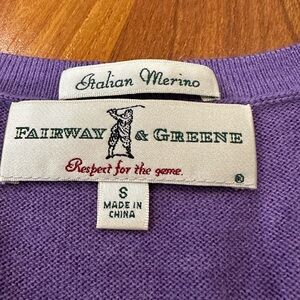 Italian Merino
FAIRWAY & GREENE
Respect for the game.
®
S
MADE IN
CHINA